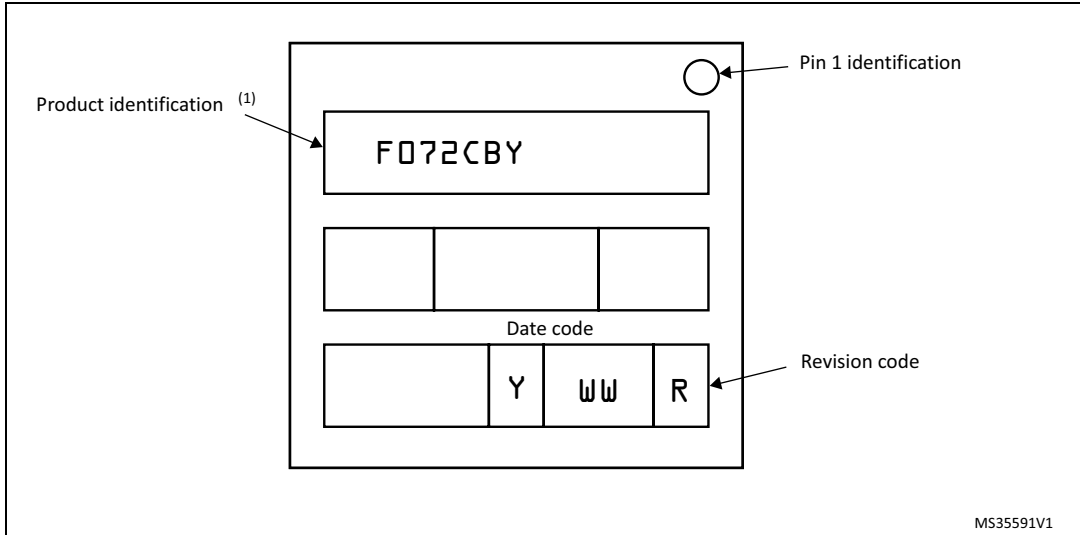 Pin 1 identification
Product identification (1)
F072CBY
Date code
Y WW R
Revision code
MS35591V1